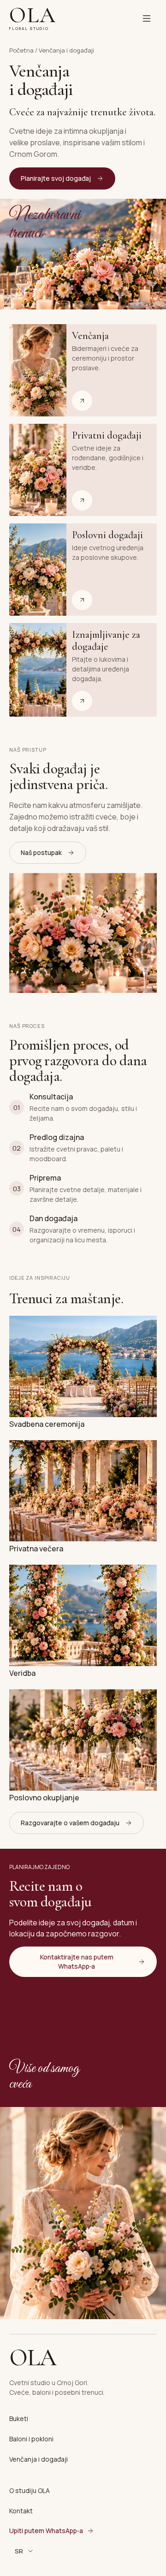 OLA
FLORAL STUDIO
Početna / Venčanja i događaji
Venčanja
i događaji
Cveće za najvažnije trenutke života.
Cvetne ideje za intimna okupljanja i
velike proslave, inspirisane vašim stilom i
Crnom Gorom.
Planirajte svoj događaj →
Nezaboravni
trenuci
Venčanja
Bidermajeri i cveće za
ceremoniju i prostor
proslave.
Privatni događaji
Cvetne ideje za
rođendane, godišnjice i
veridbe.
Poslovni događaji
Ideje cvetnog uređenja
za poslovne skupove.
Iznajmljivanje za
događaje
Pitajte o lukovima i
detaljima uređenja
događaja.
NAŠ PRISTUP
Svaki događaj je
jedinstvena priča.
Recite nam kakvu atmosferu zamišljate.
Zajedno možemo istražiti cveće, boje i
detalje koji odražavaju vaš stil.
Naš postupak →
NAŠ PROCES
Promišljen proces, od
prvog razgovora do dana
događaja.
01
Konsultacija
Recite nam o svom događaju, stilu i
željama.
02
Predlog dizajna
Istražite cvetni pravac, paletu i
moodboard.
03
Priprema
Planirajte cvetne detalje, materijale i
završne detalje.
04
Dan događaja
Razgovarajte o vremenu, isporuci i
organizaciji na licu mesta.
IDEJE ZA INSPIRACIJU
Trenuci za maštanje.
Svadbena ceremonija
Privatna večera
Veridba
Poslovno okupljanje
Razgovarajte o vašem događaju →
PLANIRAJMO ZAJEDNO
Recite nam o
svom događaju
Podelite ideje za svoj događaj, datum i
lokaciju da započnemo razgovor.
Kontaktirajte nas putem
WhatsApp-a →
Više od samog
cveća
OLA
Cvetni studio u Crnoj Gori.
Cveće, baloni i posebni trenuci.
Buketi
Baloni i pokloni
Venčanja i događaji
O studiju OLA
Kontakt
Upiti putem WhatsApp-a →
SR